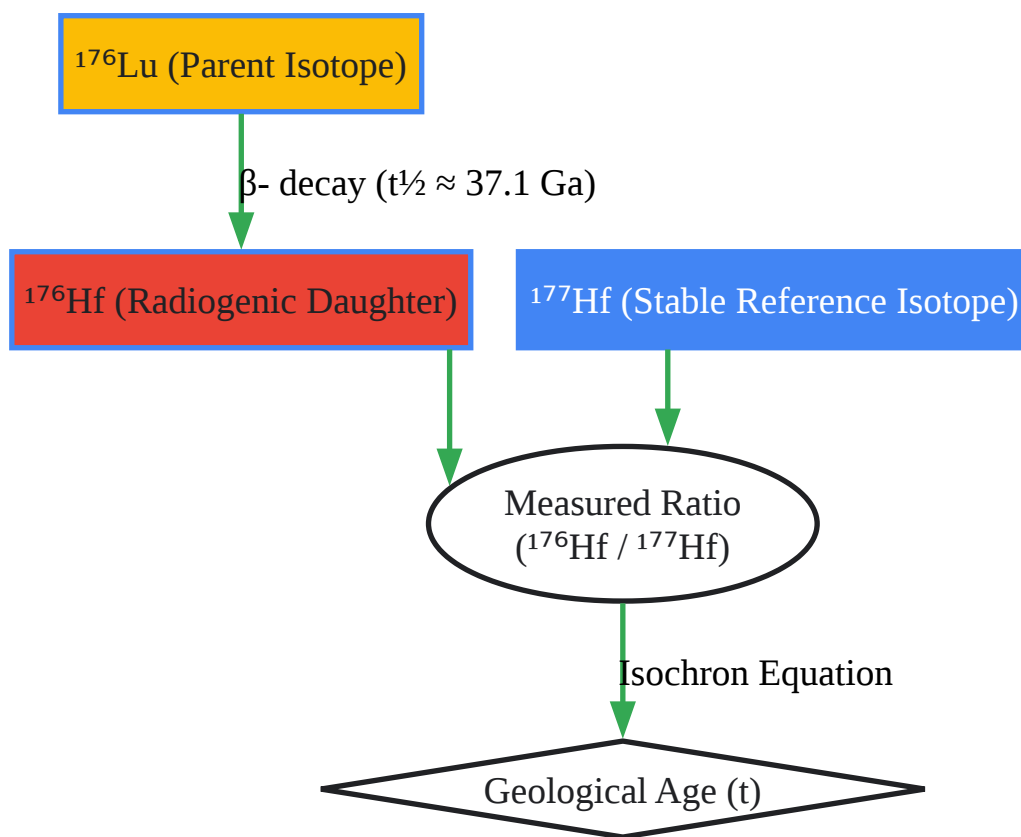 ¹⁷⁶Lu (Parent Isotope)
β- decay (t½ ≈ 37.1 Ga)
¹⁷⁶Hf (Radiogenic Daughter)
¹⁷⁷Hf (Stable Reference Isotope)
Measured Ratio
(¹⁷⁶Hf / ¹⁷⁷Hf)
Isochron Equation
Geological Age (t)